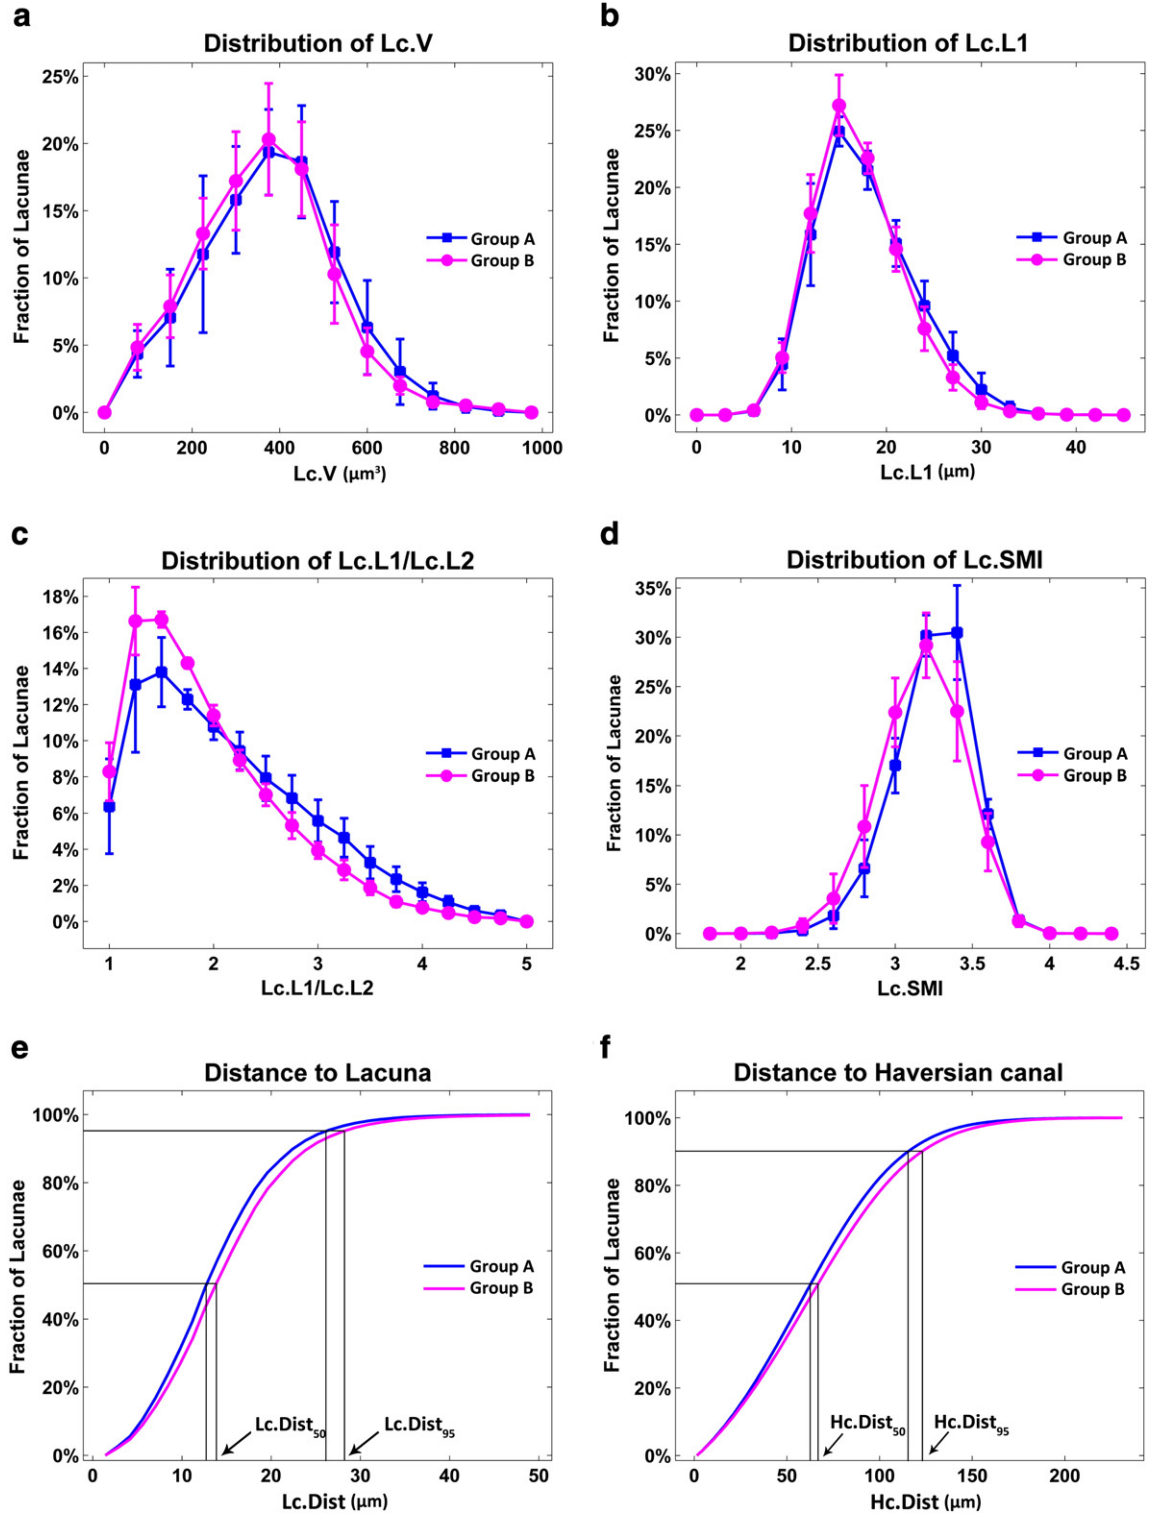 a
Distribution of Lc.V
25%
20%
15%
10%
5%
0%
Fraction of Lacunae
Group A
Group B
0 200 400 600 800 1000
Lc.V (μm³)
b
Distribution of Lc.L1
30%
25%
20%
15%
10%
5%
0%
Fraction of Lacunae
Group A
Group B
0 10 20 30 40
Lc.L1 (μm)
c
Distribution of Lc.L1/Lc.L2
18%
16%
14%
12%
10%
8%
6%
4%
2%
0%
Fraction of Lacunae
Group A
Group B
1 2 3 4 5
Lc.L1/Lc.L2
d
Distribution of Lc.SMI
35%
30%
25%
20%
15%
10%
5%
0%
Fraction of Lacunae
Group A
Group B
2 2.5 3 3.5 4 4.5
Lc.SMI
e
Distance to Lacuna
100%
80%
60%
40%
20%
0%
Fraction of Lacunae
Group A
Group B
Lc.Dist50
Lc.Dist95
0 10 20 30 40 50
Lc.Dist (μm)
f
Distance to Haversian canal
100%
80%
60%
40%
20%
0%
Fraction of Lacunae
Group A
Group B
Hc.Dist50
Hc.Dist95
0 50 100 150 200
Hc.Dist (μm)